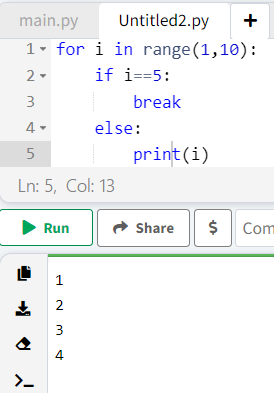 main.py Untitled2.py +
1 for i in range(1,10):
2 if i==5:
3 break
4 else:
5 print(i)
Ln: 5, Col: 13
Run Share $ Com
1
2
3
4